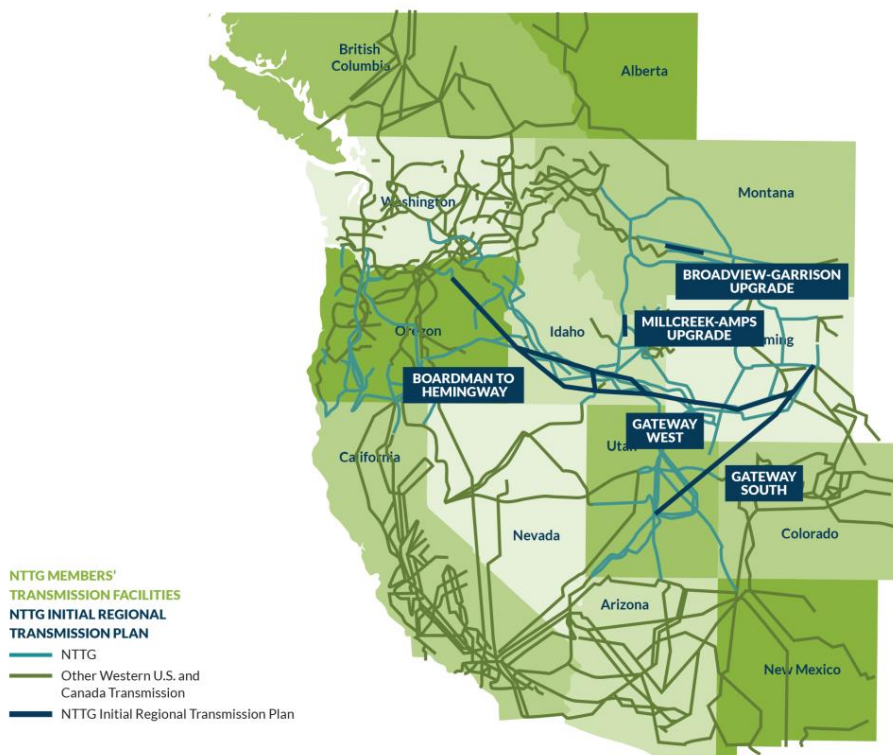 British
Columbia
Alberta
Washington
Montana
BROADVIEW-GARRISON
UPGRADE
MILLCREEK-AMPS
UPGRADE
Idaho
Oregon
BOARDMAN TO
HEMINGWAY
GATEWAY
WEST
Utah
California
GATEWAY
SOUTH
Nevada
Colorado
Arizona
New Mexico
NTTG MEMBERS'
TRANSMISSION FACILITIES
NTTG INITIAL REGIONAL
TRANSMISSION PLAN
NTTG
Other Western U.S. and
Canada Transmission
NTTG Initial Regional Transmission Plan